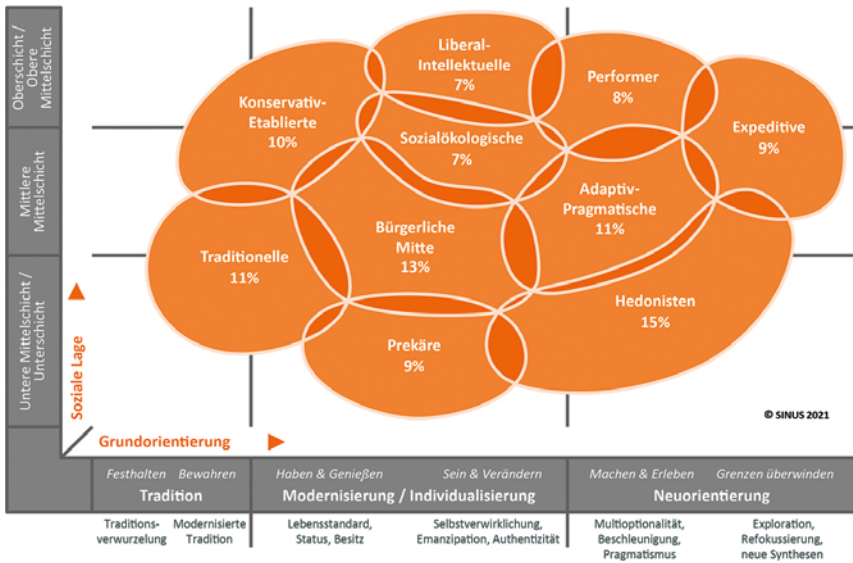 Oberschicht /
Obere
Mittelschicht
Mittlere
Mittelschicht
Untere Mittelschicht /
Unterschicht
Soziale Lage
Konservativ-
Etablierte
10%
Liberal-
Intellektuelle
7%
Performer
8%
Expeditive
9%
Sozialökologische
7%
Adaptiv-
Pragmatische
11%
Traditionelle
11%
Bürgerliche
Mitte
13%
Hedonisten
15%
Prekäre
9%
© SINUS 2021
Grundorientierung
Festhalten
Bewahren
Tradition
Haben & Genießen
Sein & Verändern
Modernisierung / Individualisierung
Machen & Erleben
Grenzen überwinden
Neuorientierung
Traditions-
verwurzelung
Modernisierte
Tradition
Lebensstandard,
Status, Besitz
Selbstverwirklichung,
Emanzipation, Authentizität
Multioptionalität,
Beschleunigung,
Pragmatismus
Exploration,
Refokussierung,
neue Synthesen